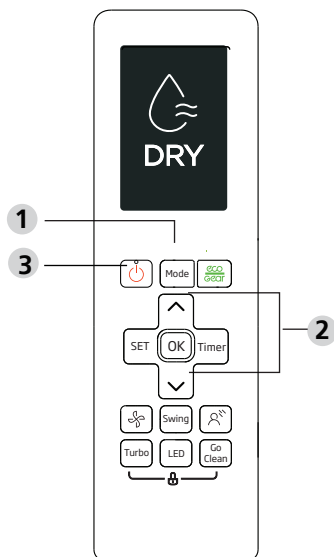 DRY
1
3
Mode
eco
Gear
2
SET
OK
Timer
Swing
Turbo
LED
Go
Clean